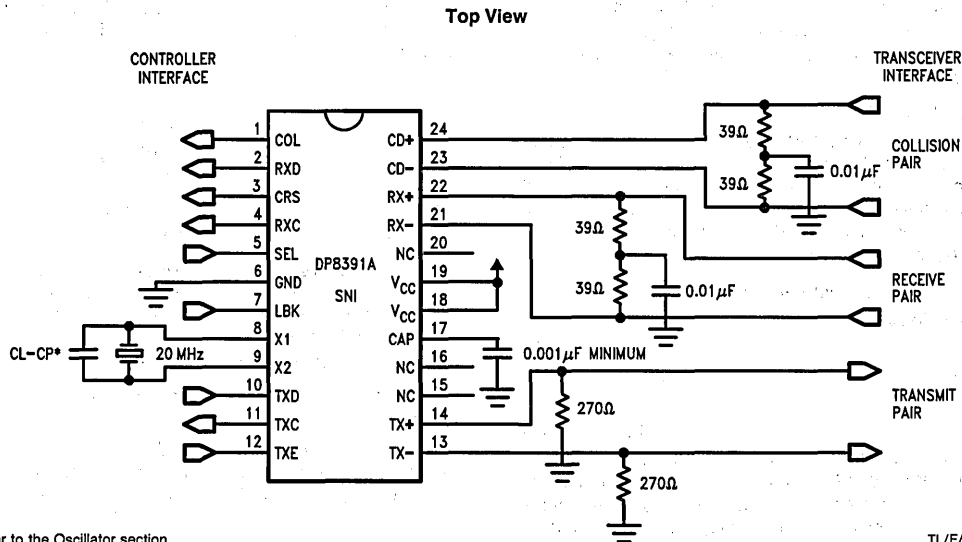 Top View
CONTROLLER
INTERFACE
TRANSCEIVER
INTERFACE
1 COL
2 RXD
3 CRS
4 RXC
5 SEL
6 GND
7 LBK
8 X1
9 X2
10 TXD
11 TXC
12 TXE
DP8391A
SNI
CD+ 24
CD- 23
RX+ 22
RX- 21
NC 20
VCC 19
VCC 18
CAP 17
NC 16
NC 15
TX+ 14
TX- 13
CL-CP*
20 MHz
39Ω
39Ω
0.01μF
COLLISION
PAIR
39Ω
39Ω
0.01μF
RECEIVE
PAIR
0.001μF MINIMUM
270Ω
270Ω
TRANSMIT
PAIR
to the Oscillator section